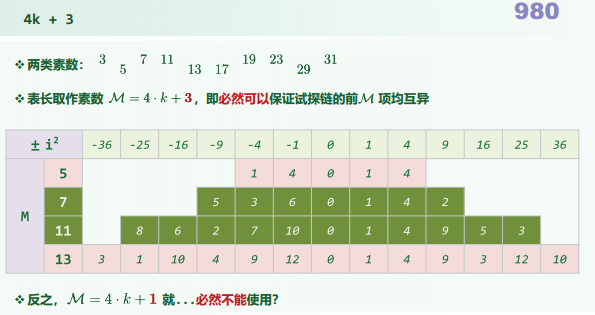 4k + 3
980
❖ 两类素数： 3 5 7 11 13 17 19 23 29 31
❖ 表长取作素数 M = 4 · k + 3，即必然可以保证试探链的前M 项均互异
± i² -36 -25 -16 -9 -4 -1 0 1 4 9 16 25 36
M
5 1 4 0 1 4
7 5 3 6 0 1 4 2
11 8 6 2 7 10 0 1 4 9 5 3
13 3 1 10 4 9 12 0 1 4 9 3 12 10
❖ 反之，M = 4 · k + 1 就...必然不能使用?